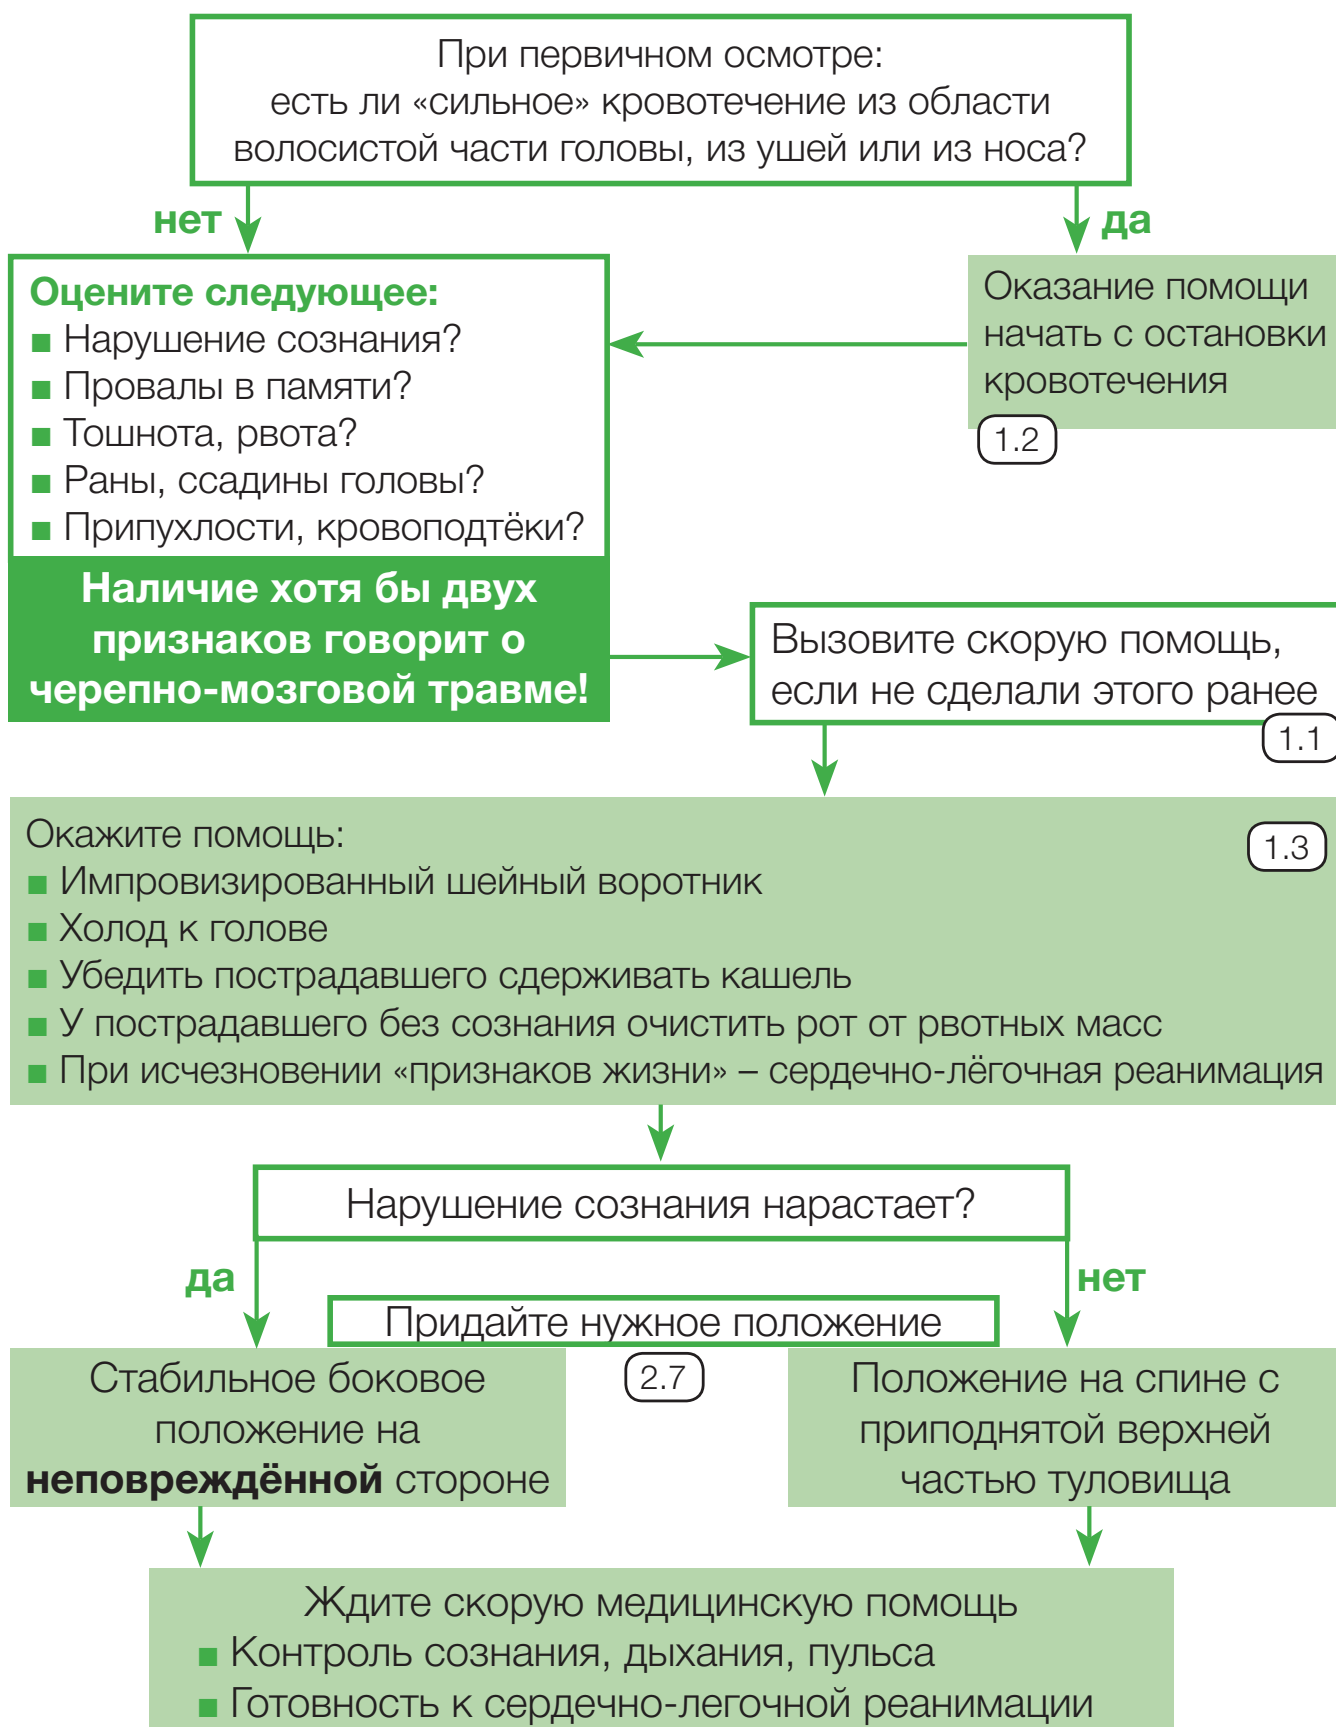 При первичном осмотре:
есть ли «сильное» кровотечение из области
волосистой части головы, из ушей или из носа?
нет
да
Оцените следующее:
■ Нарушение сознания?
■ Провалы в памяти?
■ Тошнота, рвота?
■ Раны, ссадины головы?
■ Припухлости, кровоподтёки?
Наличие хотя бы двух
признаков говорит о
черепно-мозговой травме!
Оказание помощи
начать с остановки
кровотечения
1.2
Вызовите скорую помощь,
если не сделали этого ранее
1.1
Окажите помощь:
1.3
■ Импровизированный шейный воротник
■ Холод к голове
■ Убедить пострадавшего сдерживать кашель
■ У пострадавшего без сознания очистить рот от рвотных масс
■ При исчезновении «признаков жизни» – сердечно-лёгочная реанимация
Нарушение сознания нарастает?
да
нет
Придайте нужное положение
2.7
Стабильное боковое
положение на
неповреждённой стороне
Положение на спине с
приподнятой верхней
частью туловища
Ждите скорую медицинскую помощь
■ Контроль сознания, дыхания, пульса
■ Готовность к сердечно-легочной реанимации